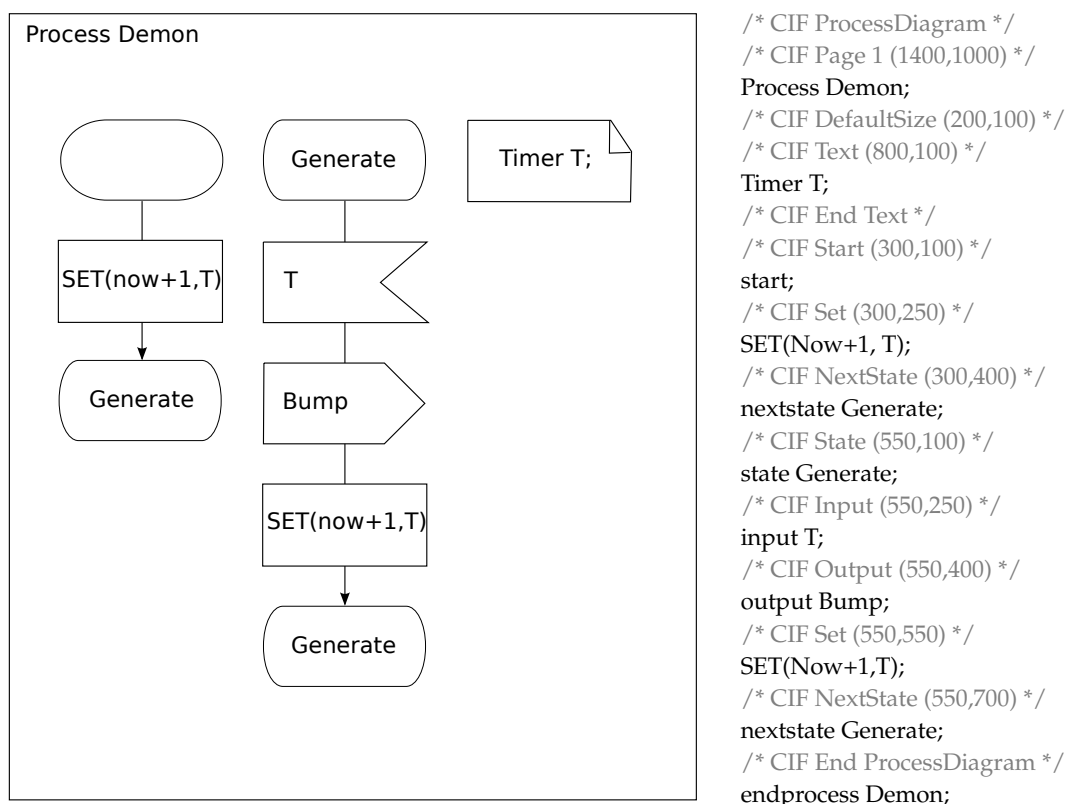 Process Demon
Generate
Timer T;
SET(now+1,T)
T
Generate
Bump
SET(now+1,T)
Generate
/* CIF ProcessDiagram */
/* CIF Page 1 (1400,1000) */
Process Demon;
/* CIF DefaultSize (200,100) */
/* CIF Text (800,100) */
Timer T;
/* CIF End Text */
/* CIF Start (300,100) */
start;
/* CIF Set (300,250) */
SET(Now+1, T);
/* CIF NextState (300,400) */
nextstate Generate;
/* CIF State (550,100) */
state Generate;
/* CIF Input (550,250) */
input T;
/* CIF Output (550,400) */
output Bump;
/* CIF Set (550,550) */
SET(Now+1,T);
/* CIF NextState (550,700) */
nextstate Generate;
/* CIF End ProcessDiagram */
endprocess Demon;